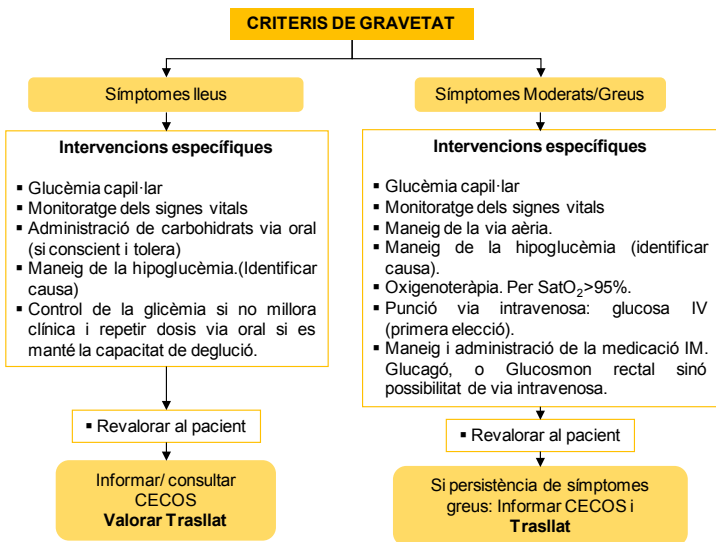 CRITERIS DE GRAVETAT
Símptomes lleus
Intervencions específiques
▪ Glucèmia capil·lar
▪ Monitoratge dels signes vitals
▪ Administració de carbohidrats via oral
(si conscient i tolera)
▪ Maneig de la hipoglucèmia.(Identificar
causa)
▪ Control de la glicèmia si no millora
clínica i repetir dosis via oral si es
manté la capacitat de deglució.
▪ Revalorar al pacient
Informar/ consultar
CECOS
Valorar Trasllat
Símptomes Moderats/Greus
Intervencions específiques
▪ Glucèmia capil·lar
▪ Monitoratge dels signes vitals
▪ Maneig de la via aèria.
▪ Maneig de la hipoglucèmia (identificar
causa).
▪ Oxigenoteràpia. Per SatO₂>95%.
▪ Punció via intravenosa: glucosa IV
(primera elecció).
▪ Maneig i administració de la medicació IM.
Glucagó, o Glucosmon rectal sinó
possibilitat de via intravenosa.
▪ Revalorar al pacient
Si persistència de símptomes
greus: Informar CECOS i
Trasllat